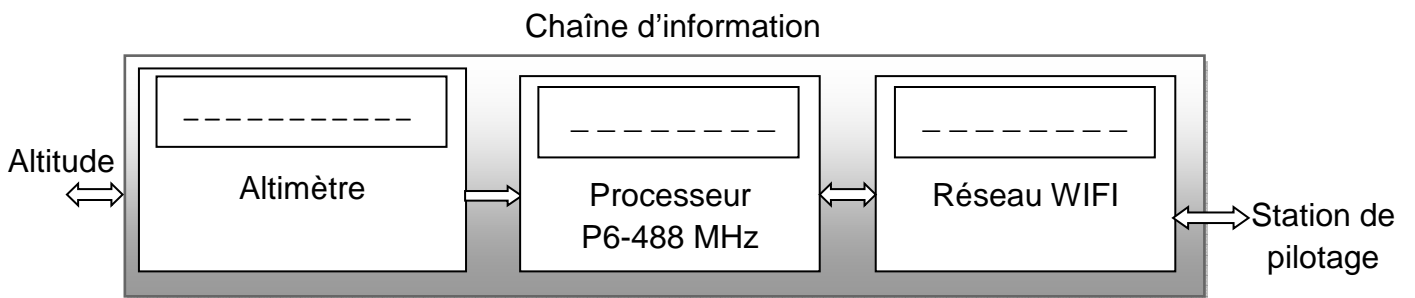 Chaîne d’information
_ _ _ _ _ _ _ _ _ _ _
_ _ _ _ _ _ _ _
_ _ _ _ _ _ _ _
Altitude
Altimètre
Processeur
P6-488 MHz
Réseau WIFI
Station de
pilotage